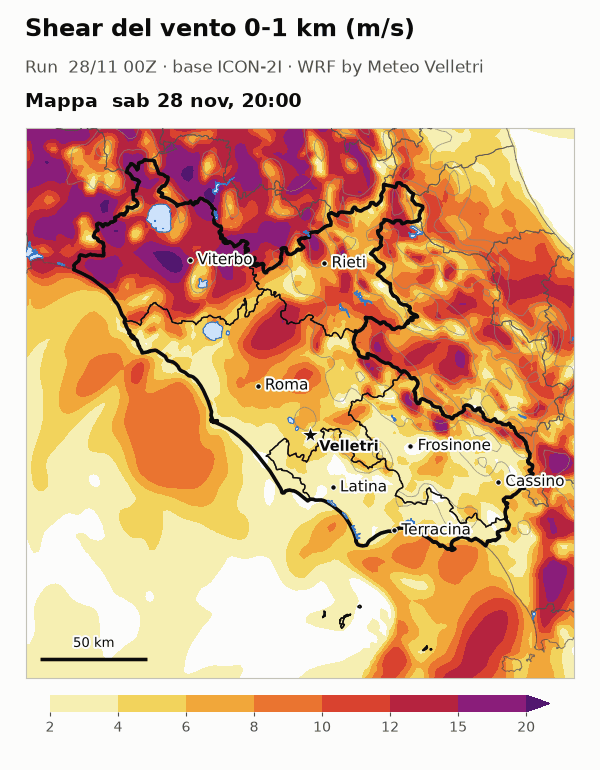 Shear del vento 0-1 km (m/s)
Run  28/11 00Z · base ICON-2I · WRF by Meteo Velletri
Mappa  sab 28 nov, 20:00
Viterbo
Rieti
Roma
Velletri
Frosinone
Latina
Cassino
Terracina
50 km
2 4 6 8 10 12 15 20